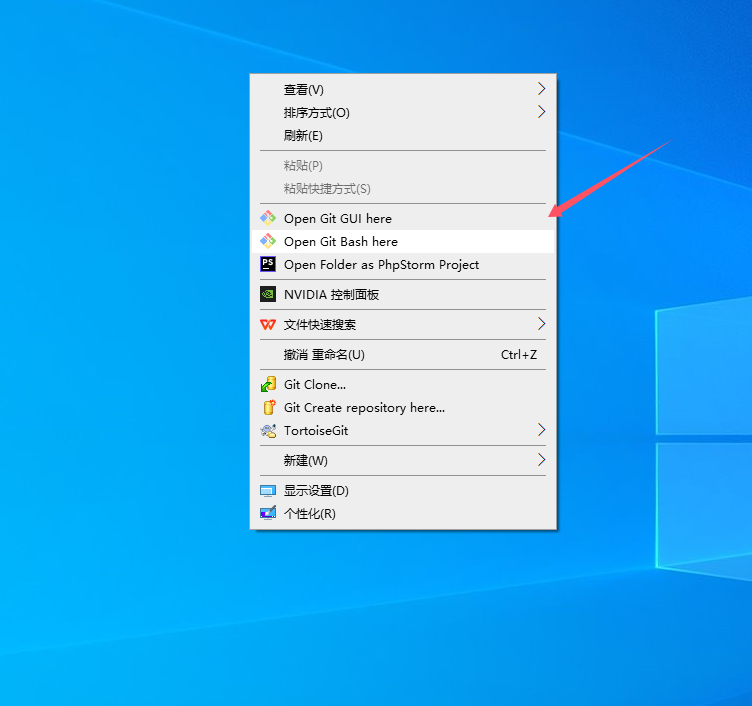 查看(V)
排序方式(O)
刷新(E)
粘贴(P)
粘贴快捷方式(S)
Open Git GUI here
Open Git Bash here
PS Open Folder as PhpStorm Project
NVIDIA 控制面板
文件快速搜索
撤消 重命名(U) Ctrl+Z
Git Clone...
Git Create repository here...
TortoiseGit
新建(W)
显示设置(D)
个性化(R)